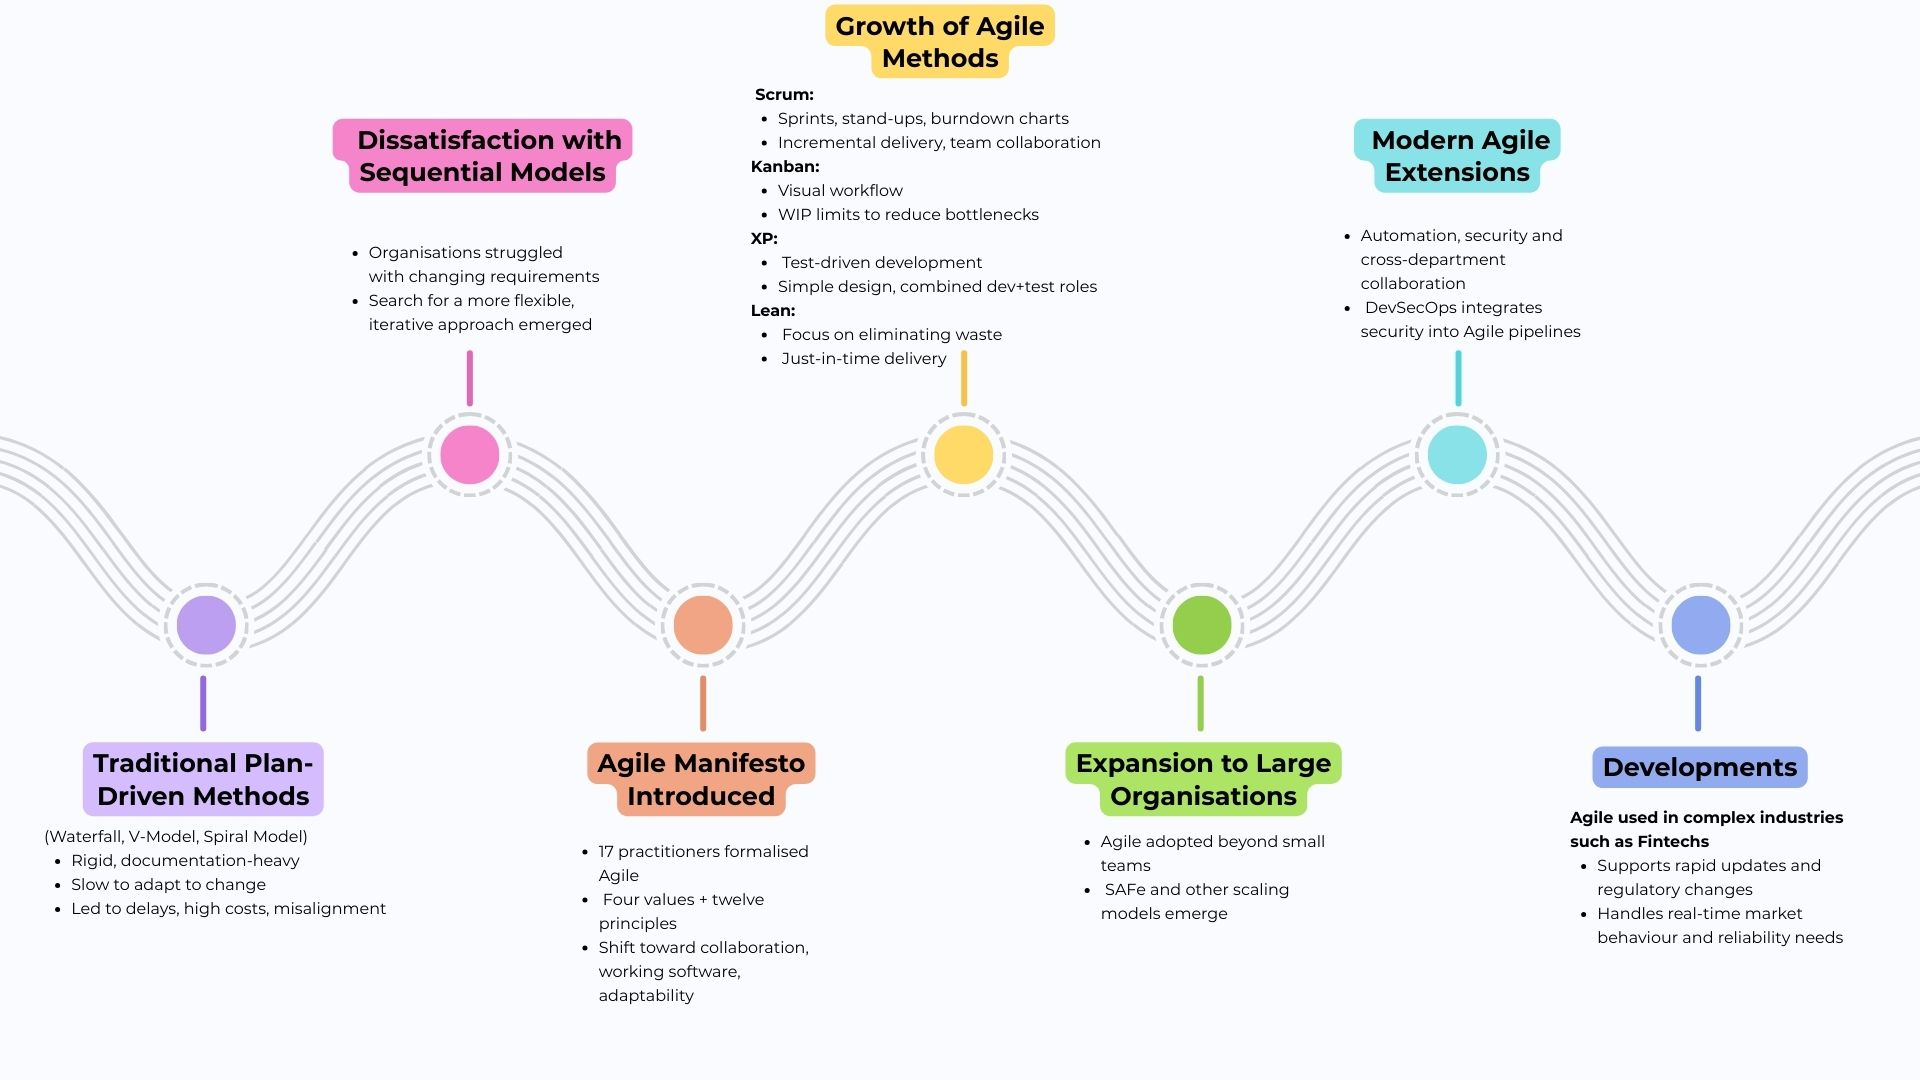 Growth of Agile
Methods
Scrum:
• Sprints, stand-ups, burndown charts
• Incremental delivery, team collaboration
Kanban:
• Visual workflow
• WIP limits to reduce bottlenecks
XP:
• Test-driven development
• Simple design, combined dev+test roles
Lean:
• Focus on eliminating waste
• Just-in-time delivery
Dissatisfaction with
Sequential Models
• Organisations struggled
with changing requirements
• Search for a more flexible,
iterative approach emerged
Modern Agile
Extensions
• Automation, security and
cross-department
collaboration
• DevSecOps integrates
security into Agile pipelines
Traditional Plan-
Driven Methods
(Waterfall, V-Model, Spiral Model)
• Rigid, documentation-heavy
• Slow to adapt to change
• Led to delays, high costs, misalignment
Agile Manifesto
Introduced
• 17 practitioners formalised
Agile
• Four values + twelve
principles
• Shift toward collaboration,
working software,
adaptability
Expansion to Large
Organisations
• Agile adopted beyond small
teams
• SAFe and other scaling
models emerge
Developments
Agile used in complex industries
such as Fintechs
• Supports rapid updates and
regulatory changes
• Handles real-time market
behaviour and reliability needs